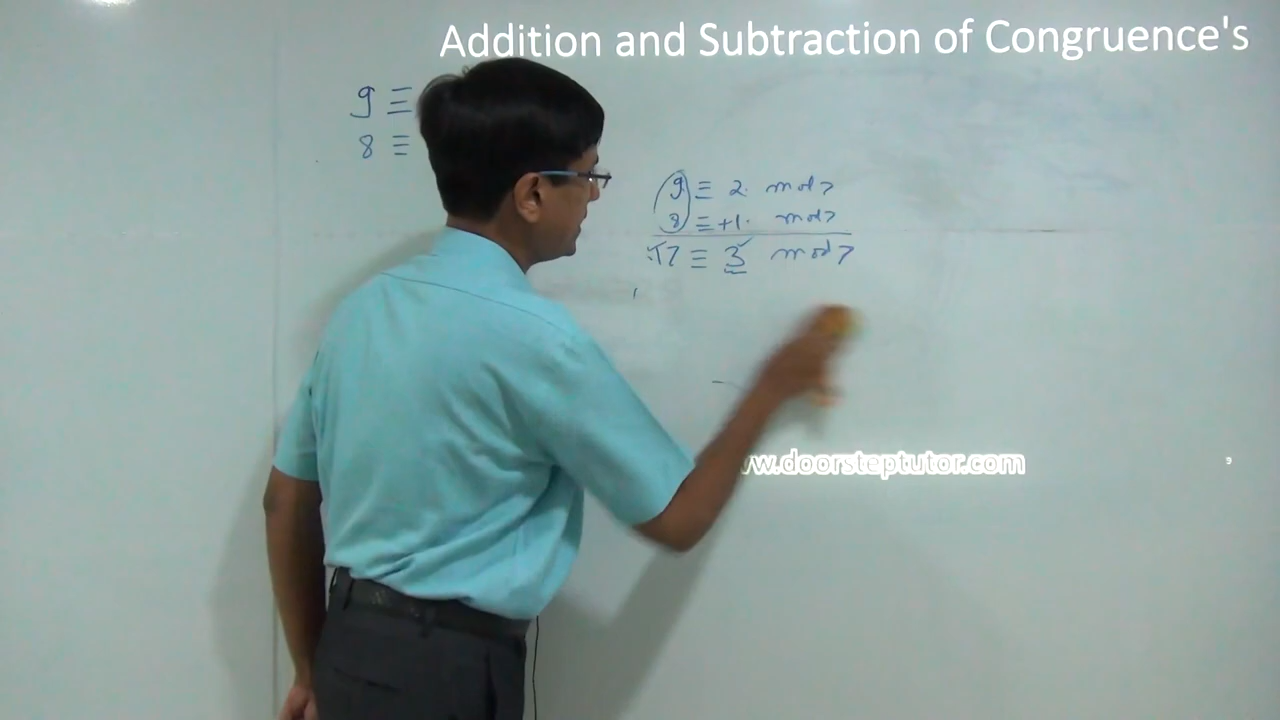 Addition and Subtraction of Congruence's
9 ≡
8 ≡
9 ≡ 2 mod 7
8 ≡ +1 mod 7
17 ≡ 3 mod 7
w.doorsteptutor.com